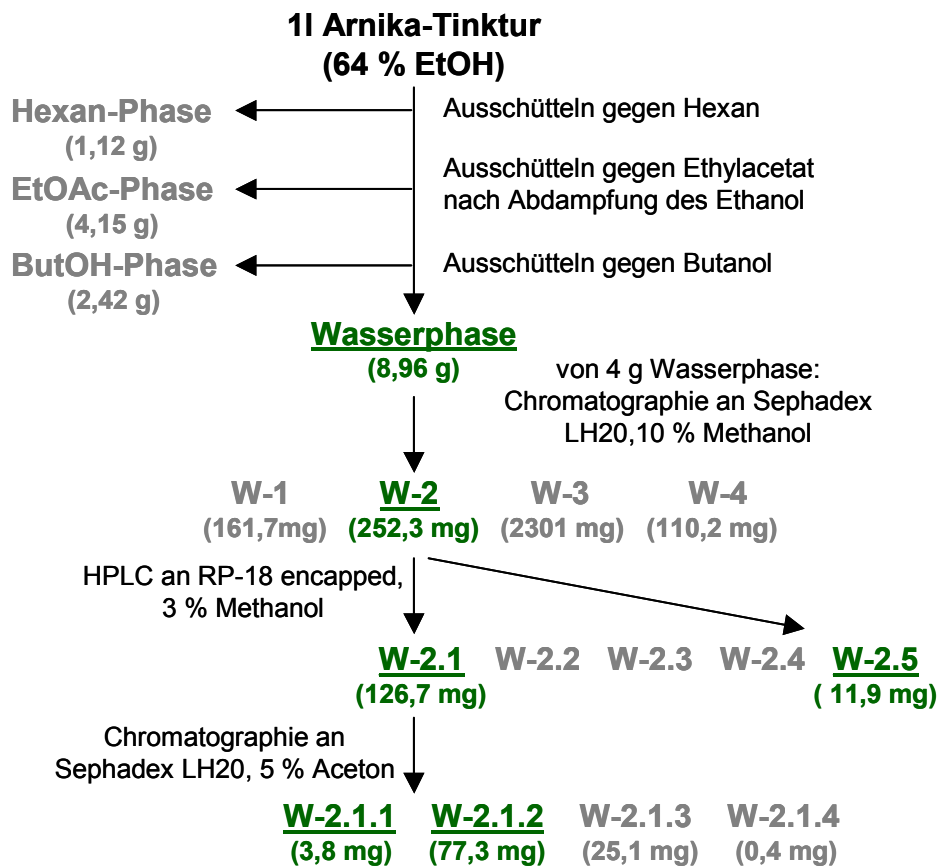 1l Arnika-Tinktur
(64 % EtOH)
Hexan-Phase
(1,12 g)
Ausschütteln gegen Hexan
EtOAc-Phase
(4,15 g)
Ausschütteln gegen Ethylacetat
nach Abdampfung des Ethanol
ButOH-Phase
(2,42 g)
Ausschütteln gegen Butanol
Wasserphase
(8,96 g)
von 4 g Wasserphase:
Chromatographie an Sephadex
LH20,10 % Methanol
W-1 W-2 W-3 W-4
(161,7mg) (252,3 mg) (2301 mg) (110,2 mg)
HPLC an RP-18 encapped,
3 % Methanol
W-2.1 W-2.2 W-2.3 W-2.4 W-2.5
(126,7 mg) ( 11,9 mg)
Chromatographie an
Sephadex LH20, 5 % Aceton
W-2.1.1 W-2.1.2 W-2.1.3 W-2.1.4
(3,8 mg) (77,3 mg) (25,1 mg) (0,4 mg)